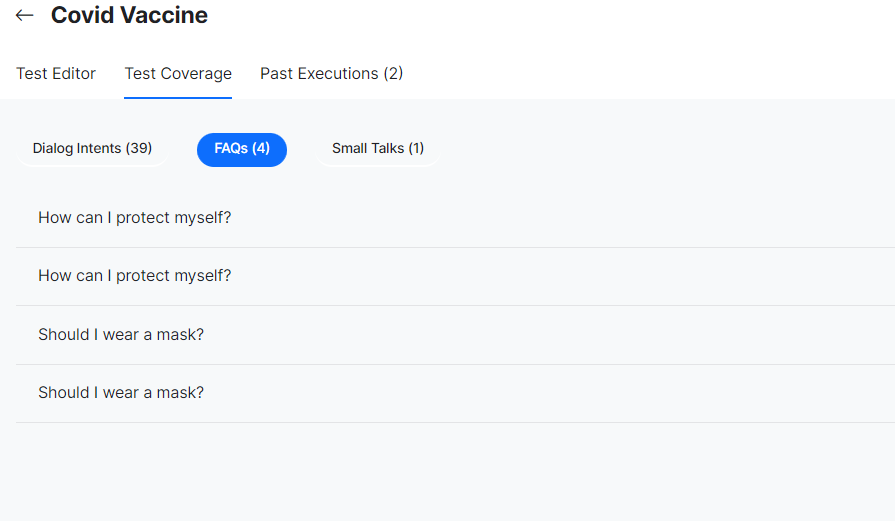 ← Covid Vaccine
Test Editor Test Coverage Past Executions (2)
Dialog Intents (39) FAQs (4) Small Talks (1)
How can I protect myself?
How can I protect myself?
Should I wear a mask?
Should I wear a mask?